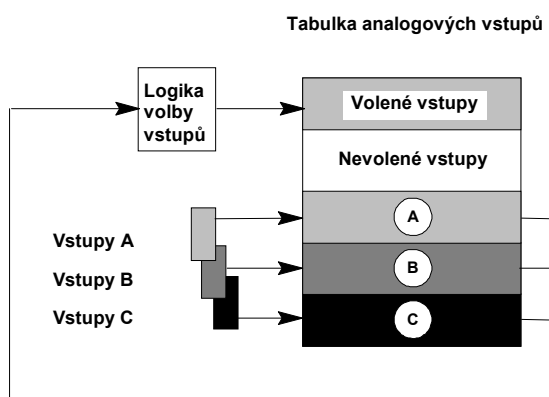 Tabulka analogových vstupů
Logika
volby
vstupů
Volené vstupy
Nevolené vstupy
A
Vstupy A
B
Vstupy B
C
Vstupy C